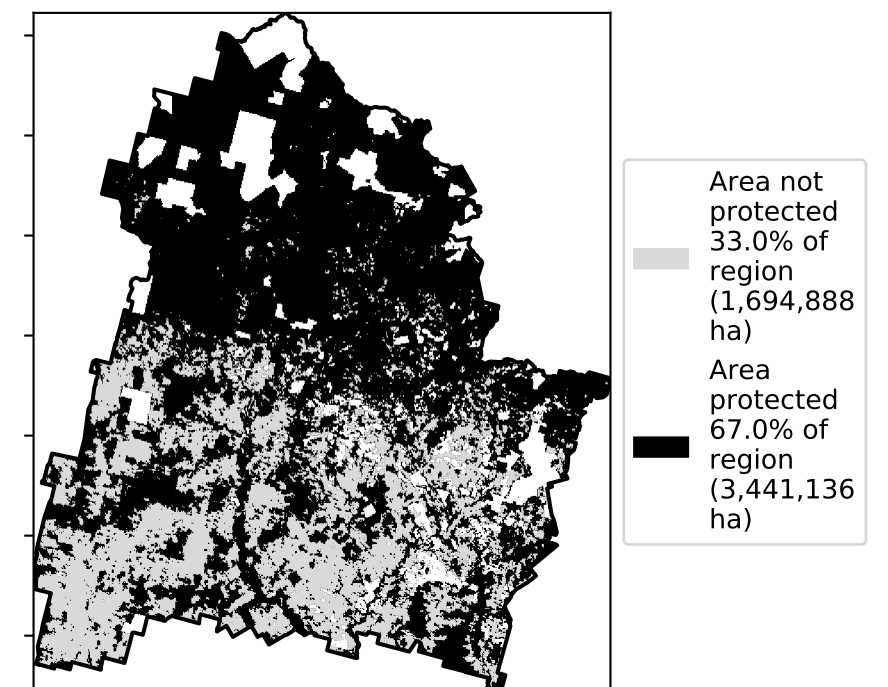 Area not
protected
33.0% of
region
(1,694,888
ha)
Area
protected
67.0% of
region
(3,441,136
ha)